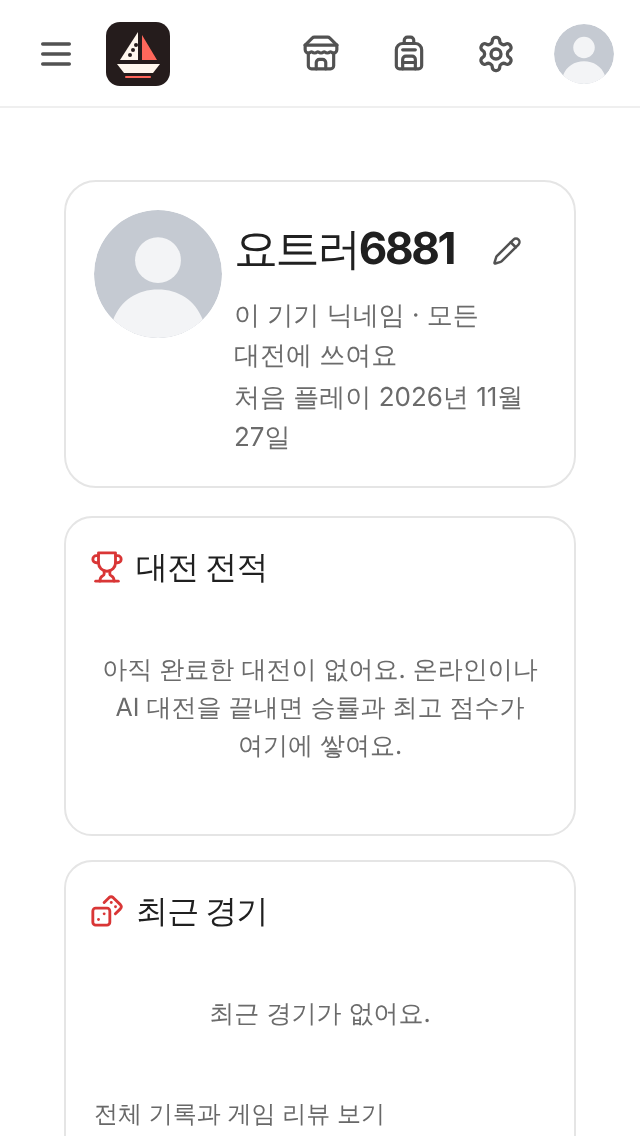 요트러6881
이 기기 닉네임 · 모든
대전에 쓰여요
처음 플레이 2026년 11월
27일
대전 전적
아직 완료한 대전이 없어요. 온라인이나
AI 대전을 끝내면 승률과 최고 점수가
여기에 쌓여요.
최근 경기
최근 경기가 없어요.
전체 기록과 게임 리뷰 보기